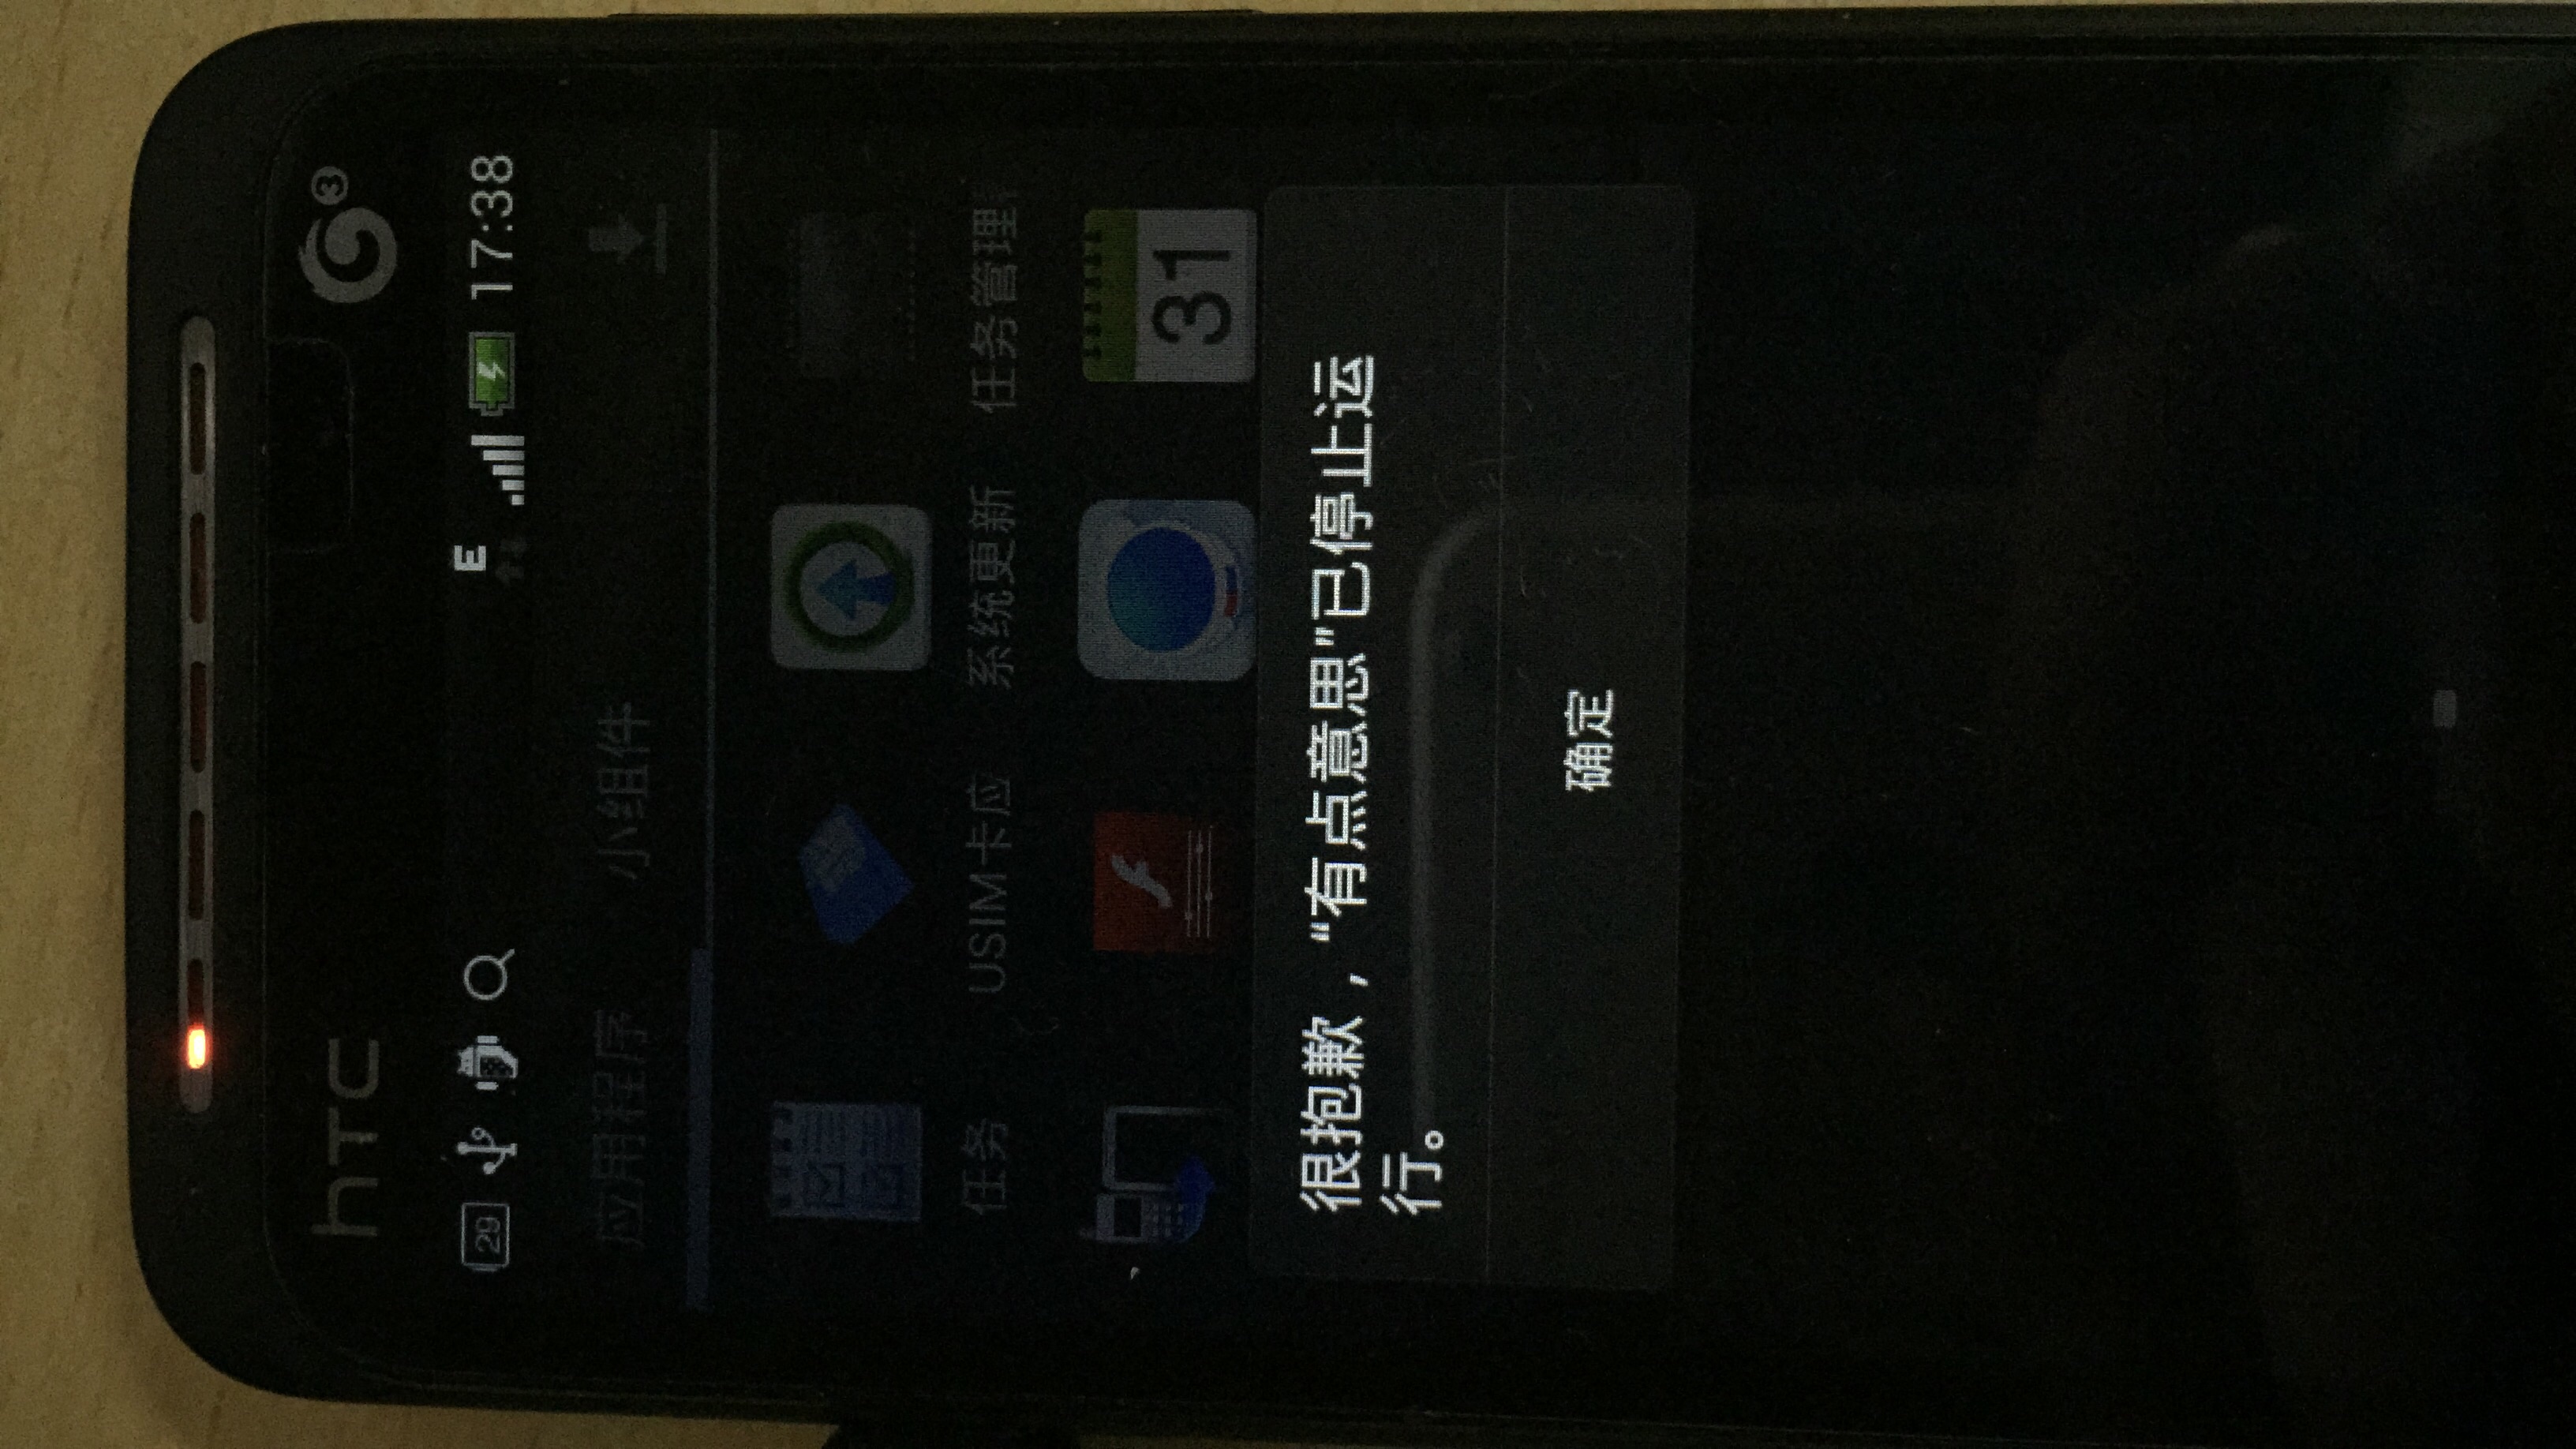 hTC
3
29
E
17:38
应用程序
小组件
任务
USIM卡应
系统更新
任务管理
31
很抱歉，“有点意思”已停止运
行。
确定